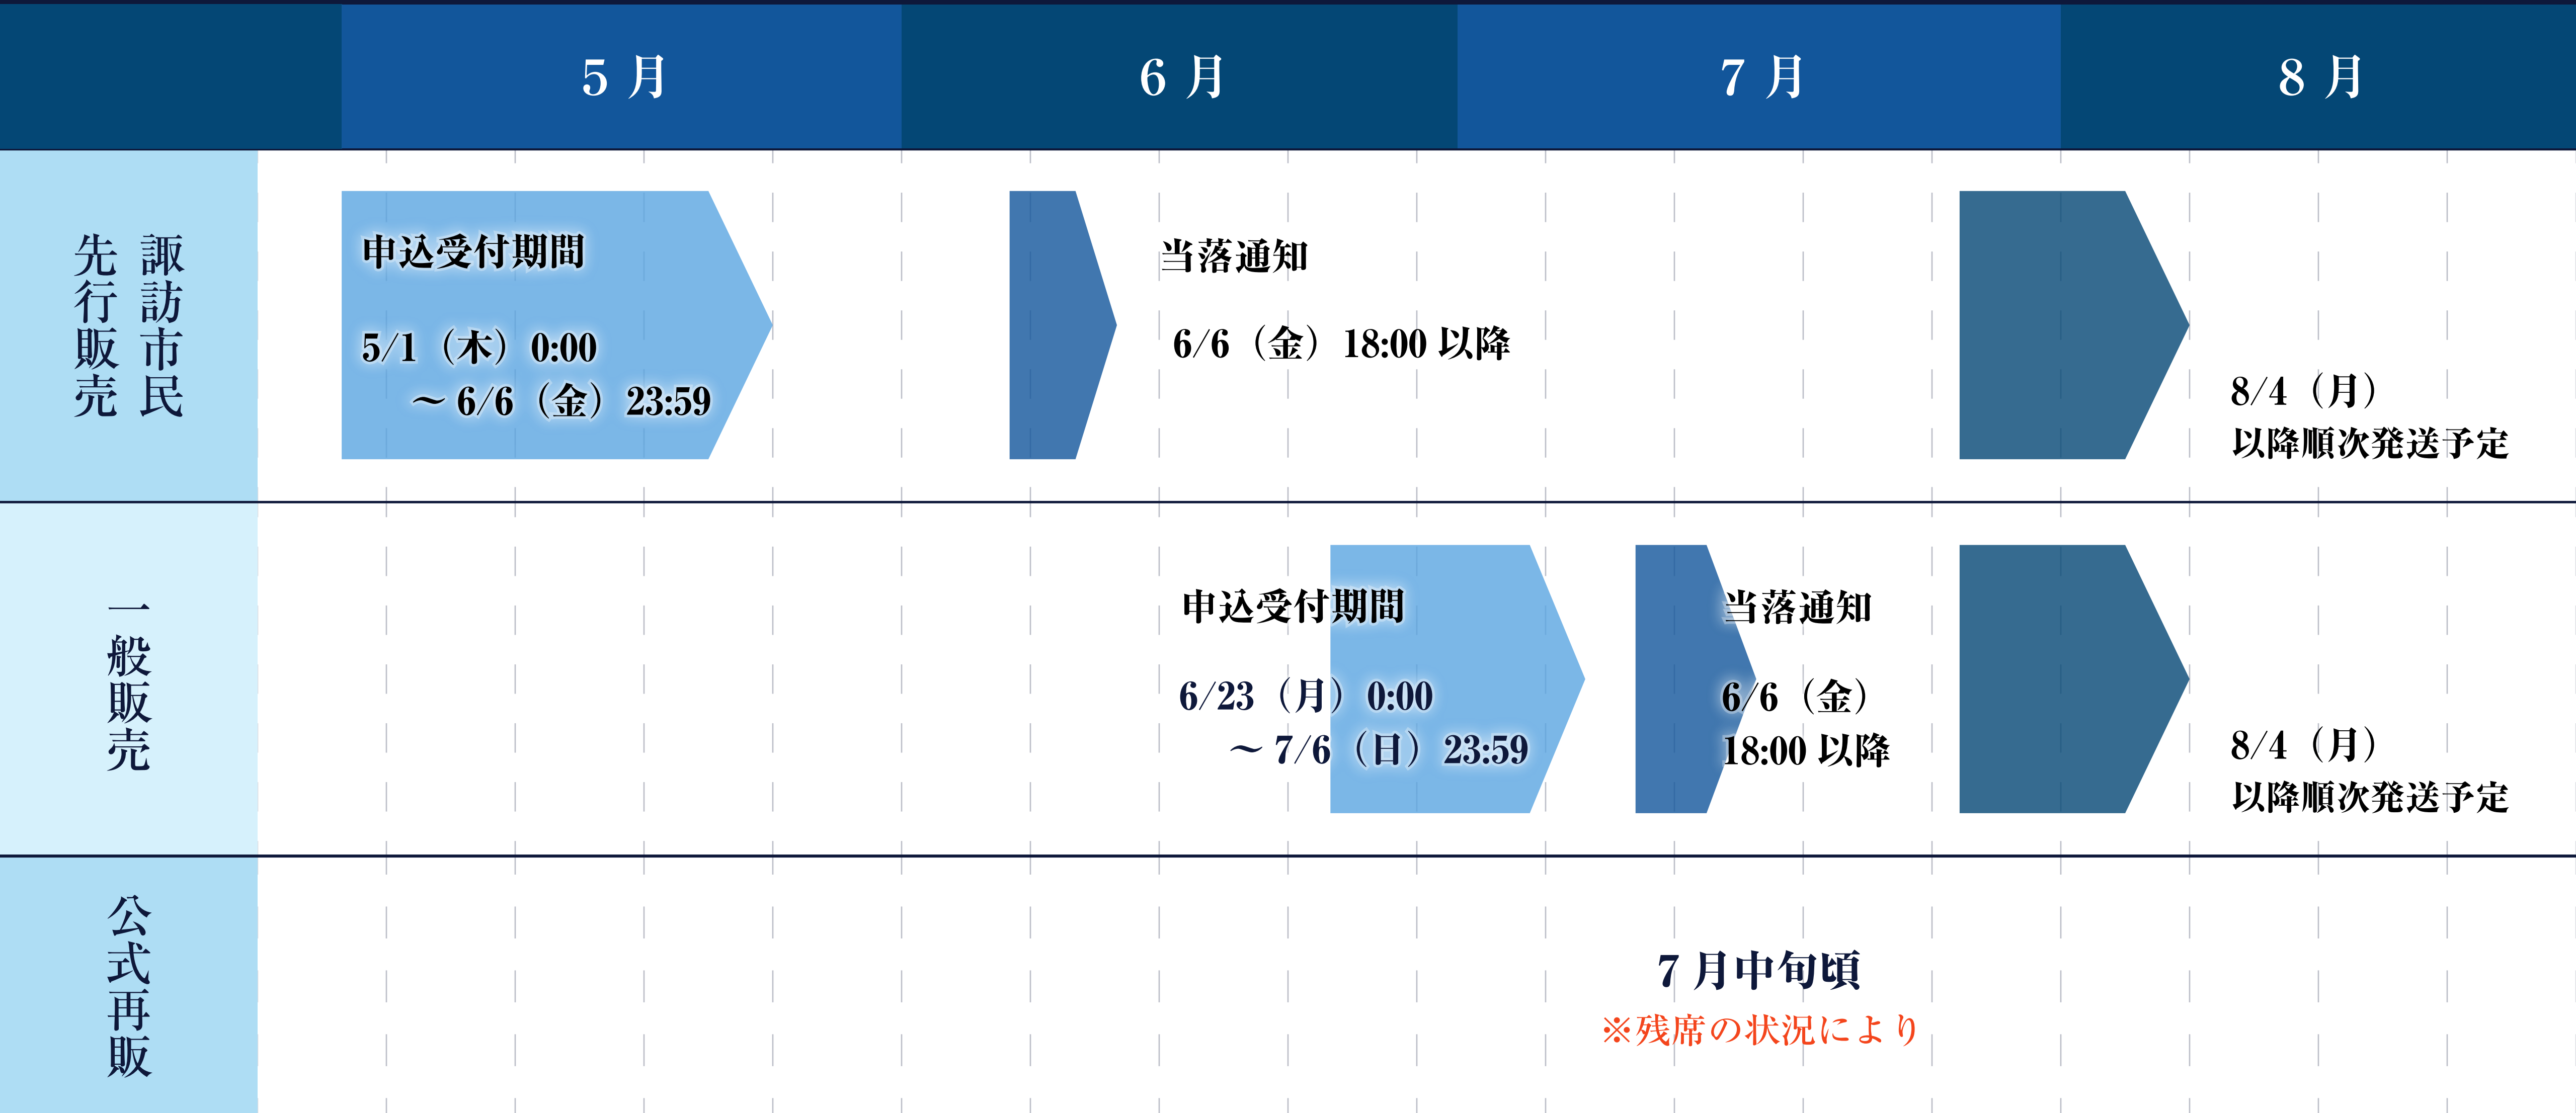 5 月
6 月
7 月
8 月
諏訪市民
先行販売
申込受付期間
5/1（木）0:00
～ 6/6（金）23:59
当落通知
6/6（金）18:00 以降
8/4（月）
以降順次発送予定
一般販売
申込受付期間
6/23（月）0:00
～ 7/6（日）23:59
当落通知
6/6（金）
18:00 以降
8/4（月）
以降順次発送予定
公式再販
7 月中旬頃
※残席の状況により